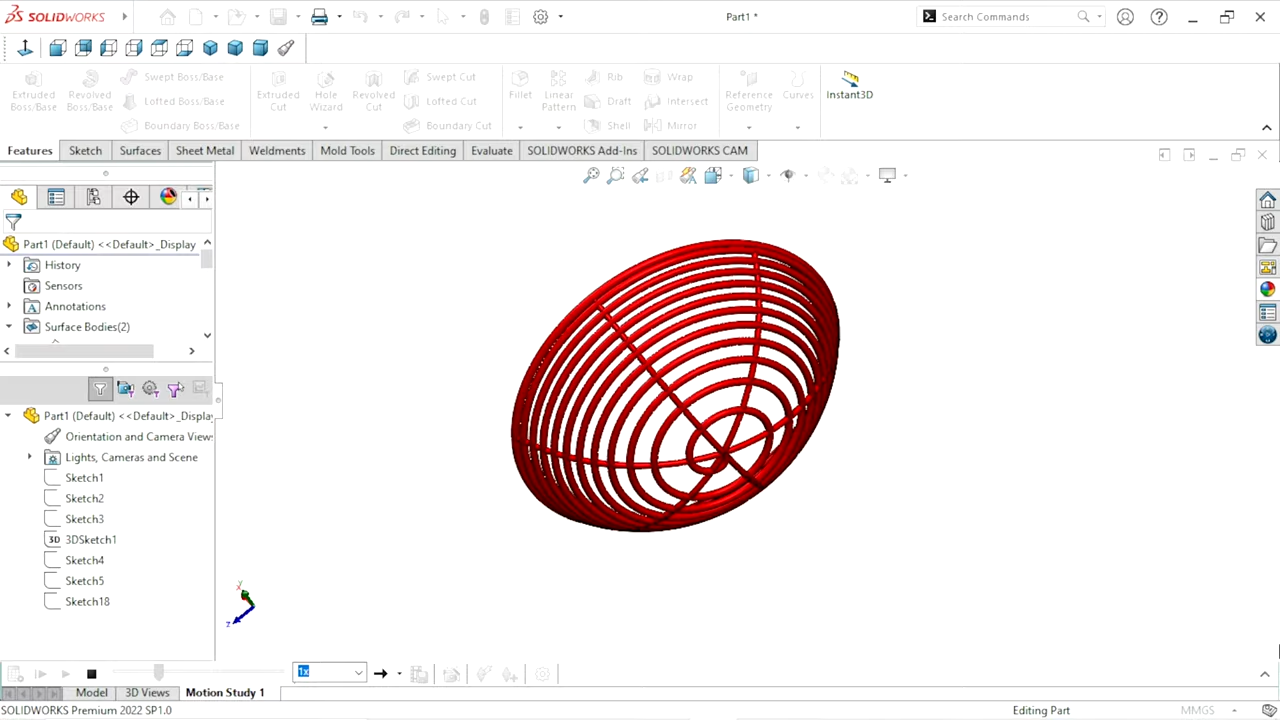 SOLIDWORKS
Part1 *
Search Commands
Extruded Boss/Base
Revolved Boss/Base
Swept Boss/Base
Lofted Boss/Base
Boundary Boss/Base
Extruded Cut
Hole Wizard
Revolved Cut
Swept Cut
Lofted Cut
Boundary Cut
Fillet
Linear Pattern
Rib
Draft
Shell
Wrap
Intersect
Mirror
Reference Geometry
Curves
Instant3D
Features
Sketch
Surfaces
Sheet Metal
Weldments
Mold Tools
Direct Editing
Evaluate
SOLIDWORKS Add-Ins
SOLIDWORKS CAM
Part1 (Default) <<Default>_Display
History
Sensors
Annotations
Surface Bodies(2)
Part1 (Default) <<Default>_Displa
Orientation and Camera Views
Lights, Cameras and Scene
Sketch1
Sketch2
Sketch3
3D 3DSketch1
Sketch4
Sketch5
Sketch18
Y
Z
1x
Model
3D Views
Motion Study 1
SOLIDWORKS Premium 2022 SP1.0
Editing Part
MMGS